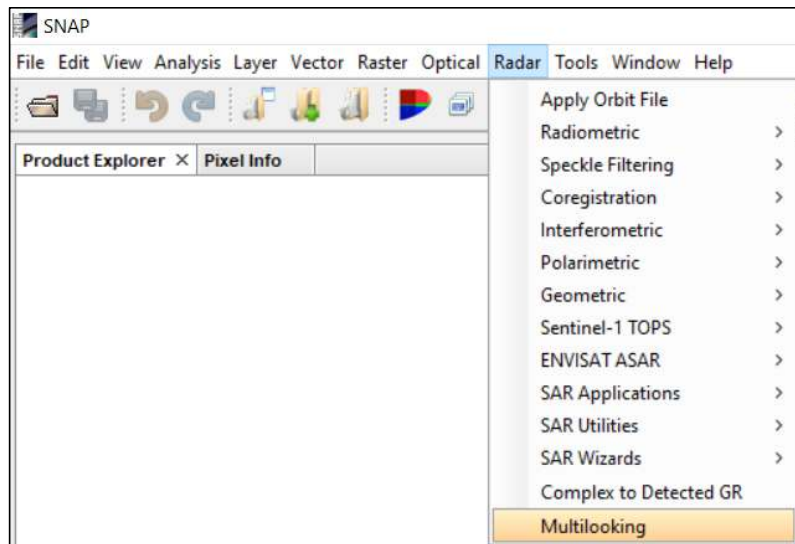 SNAP
File Edit View Analysis Layer Vector Raster Optical Radar Tools Window Help
Product Explorer × Pixel Info
Apply Orbit File
Radiometric >
Speckle Filtering >
Coregistration >
Interferometric >
Polarimetric >
Geometric >
Sentinel-1 TOPS >
ENVISAT ASAR >
SAR Applications >
SAR Utilities >
SAR Wizards >
Complex to Detected GR
Multilooking